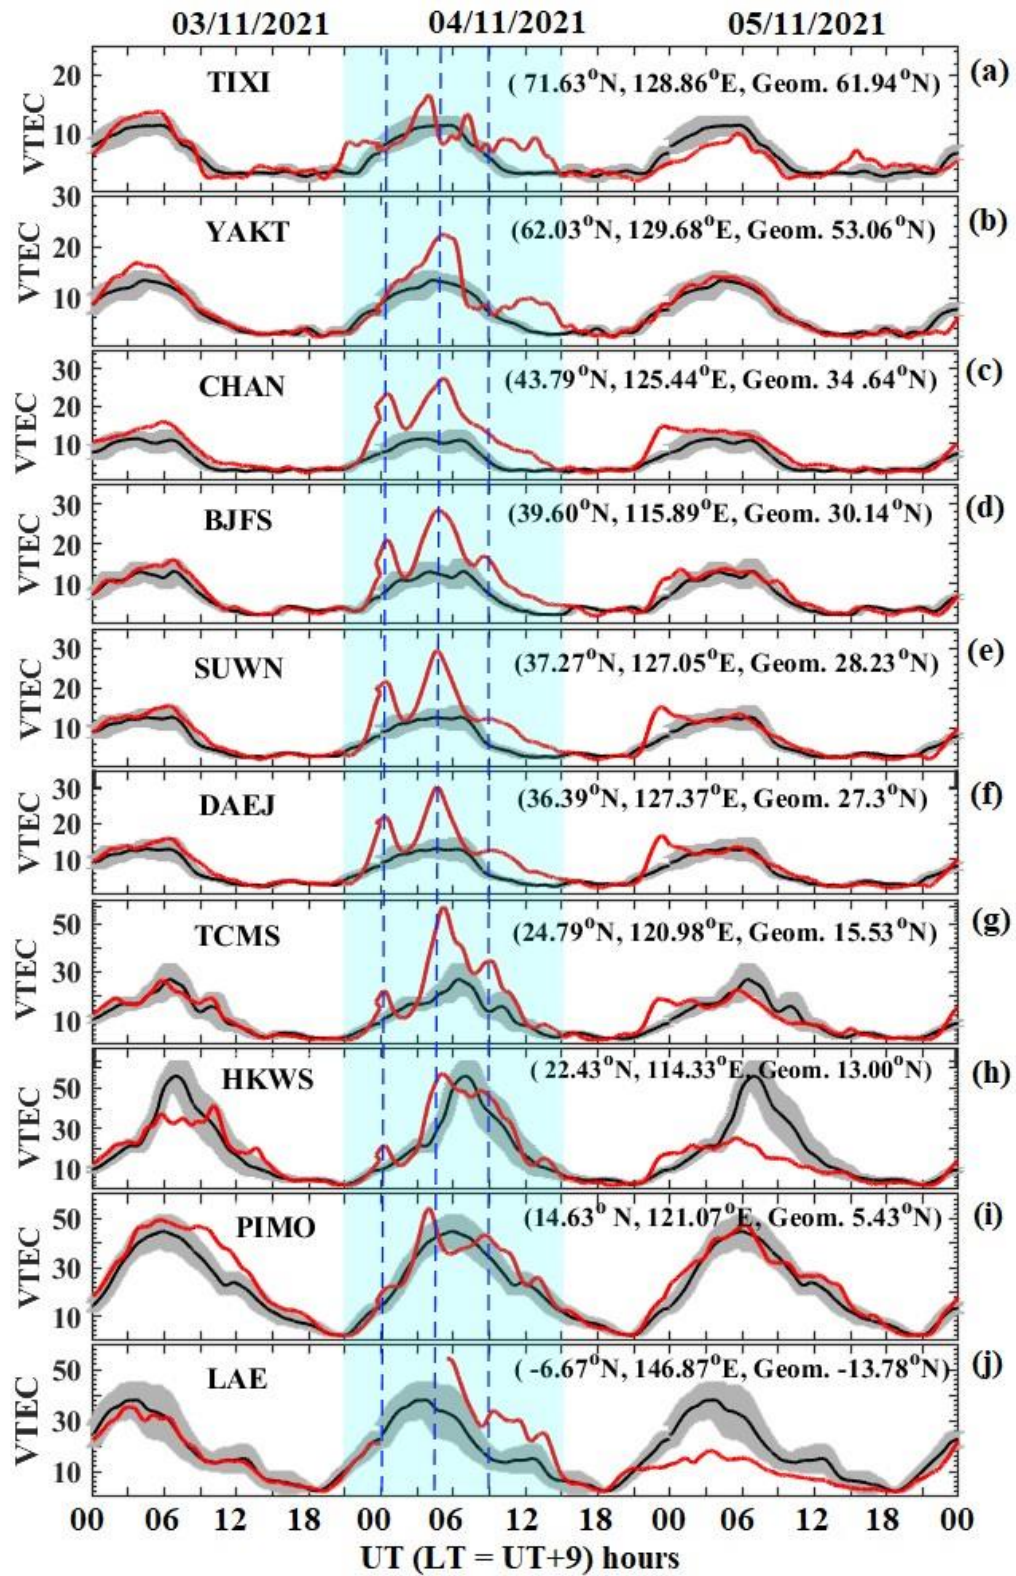 03/11/2021 04/11/2021 05/11/2021
TIXI ( 71.63°N, 128.86°E, Geom. 61.94°N) (a)
VTEC
20
10
30
YAKT (62.03°N, 129.68°E, Geom. 53.06°N) (b)
VTEC
20
10
CHAN (43.79°N, 125.44°E, Geom. 34 .64°N) (c)
VTEC
30
20
10
BJFS (39.60°N, 115.89°E, Geom. 30.14°N) (d)
VTEC
30
20
10
SUWN (37.27°N, 127.05°E, Geom. 28.23°N) (e)
VTEC
30
20
10
DAEJ (36.39°N, 127.37°E, Geom. 27.3°N) (f)
VTEC
30
20
10
TCMS (24.79°N, 120.98°E, Geom. 15.53°N) (g)
VTEC
50
30
10
HKWS ( 22.43°N, 114.33°E, Geom. 13.00°N) (h)
VTEC
50
30
10
PIMO (14.63° N, 121.07°E, Geom. 5.43°N) (i)
VTEC
50
30
10
LAE ( -6.67°N, 146.87°E, Geom. -13.78°N) (j)
VTEC
50
30
10
00 06 12 18 00 06 12 18 00 06 12 18 00
UT (LT = UT+9) hours